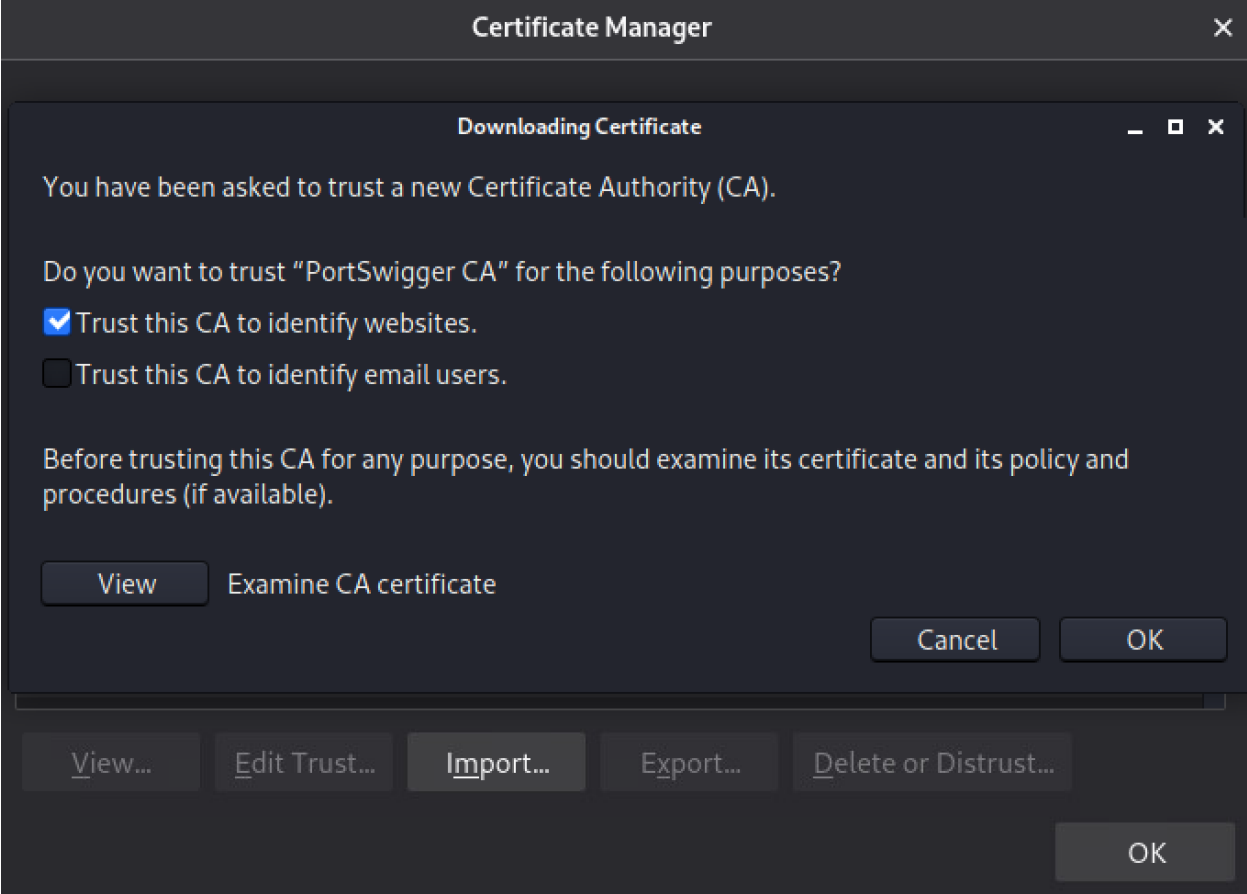 Certificate Manager
Downloading Certificate
You have been asked to trust a new Certificate Authority (CA).
Do you want to trust “PortSwigger CA” for the following purposes?
Trust this CA to identify websites.
Trust this CA to identify email users.
Before trusting this CA for any purpose, you should examine its certificate and its policy and
procedures (if available).
View Examine CA certificate
Cancel OK
View... Edit Trust... Import... Export... Delete or Distrust...
OK